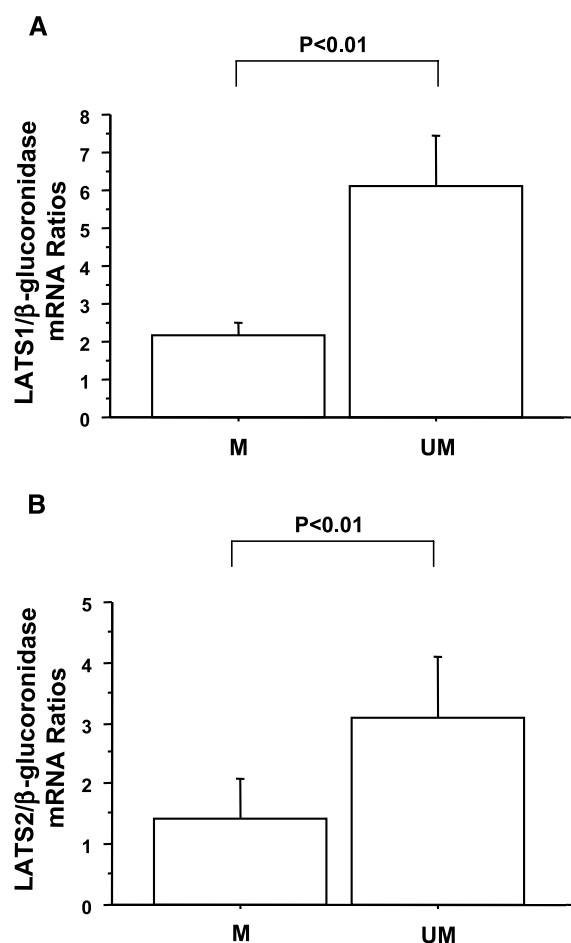 A
P<0.01
LATS1/β-glucoronidase
mRNA Ratios
8
7
6
5
4
3
2
1
0
M
UM
B
P<0.01
LATS2/β-glucoronidase
mRNA Ratios
5
4
3
2
1
0
M
UM